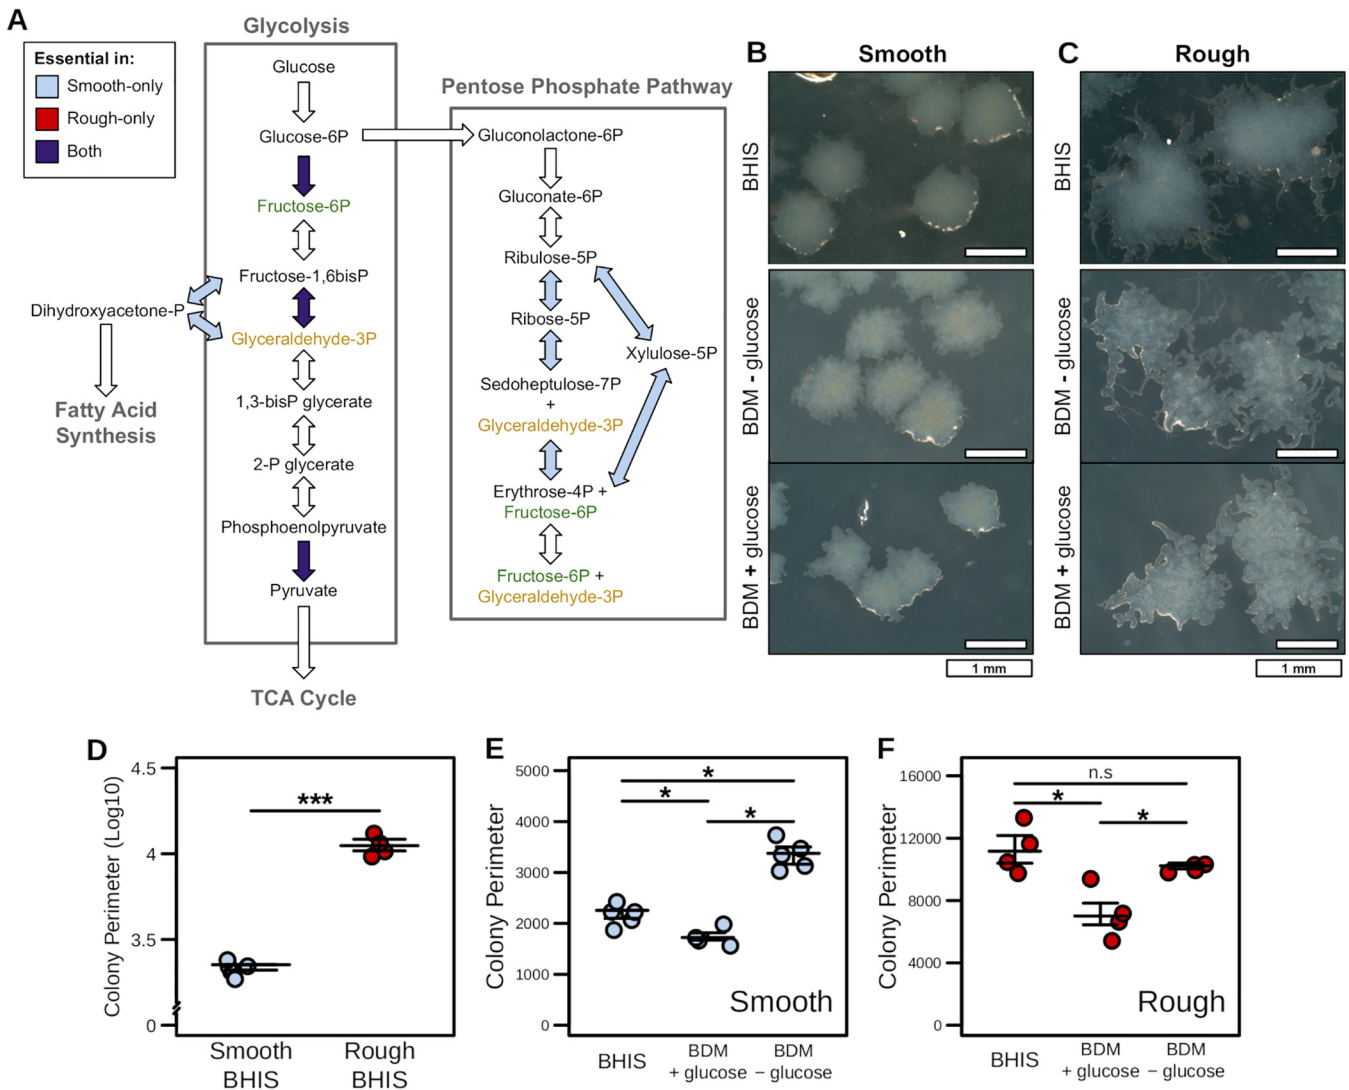 A
Glycolysis
Essential in:
Smooth-only
Rough-only
Both
Glucose
Glucose-6P
Fructose-6P
Fructose-1,6bisP
Dihydroxyacetone-P
Glyceraldehyde-3P
1,3-bisP glycerate
2-P glycerate
Phosphoenolpyruvate
Pyruvate
Fatty Acid
Synthesis
TCA Cycle
Pentose Phosphate Pathway
Gluconolactone-6P
Gluconate-6P
Ribulose-5P
Ribose-5P
Xylulose-5P
Sedoheptulose-7P
+
Glyceraldehyde-3P
Erythrose-4P +
Fructose-6P
Fructose-6P +
Glyceraldehyde-3P
B
Smooth
BHIS
BDM - glucose
BDM + glucose
1 mm
C
Rough
BHIS
BDM - glucose
BDM + glucose
1 mm
D
Colony Perimeter (Log10)
4.5
4
3.5
0
***
Smooth
BHIS
Rough
BHIS
E
Colony Perimeter
5000
4000
3000
2000
1000
0
*
*
*
Smooth
BHIS
BDM
+ glucose
BDM
− glucose
F
Colony Perimeter
16000
12000
8000
4000
0
n.s
*
*
Rough
BHIS
BDM
+ glucose
BDM
− glucose